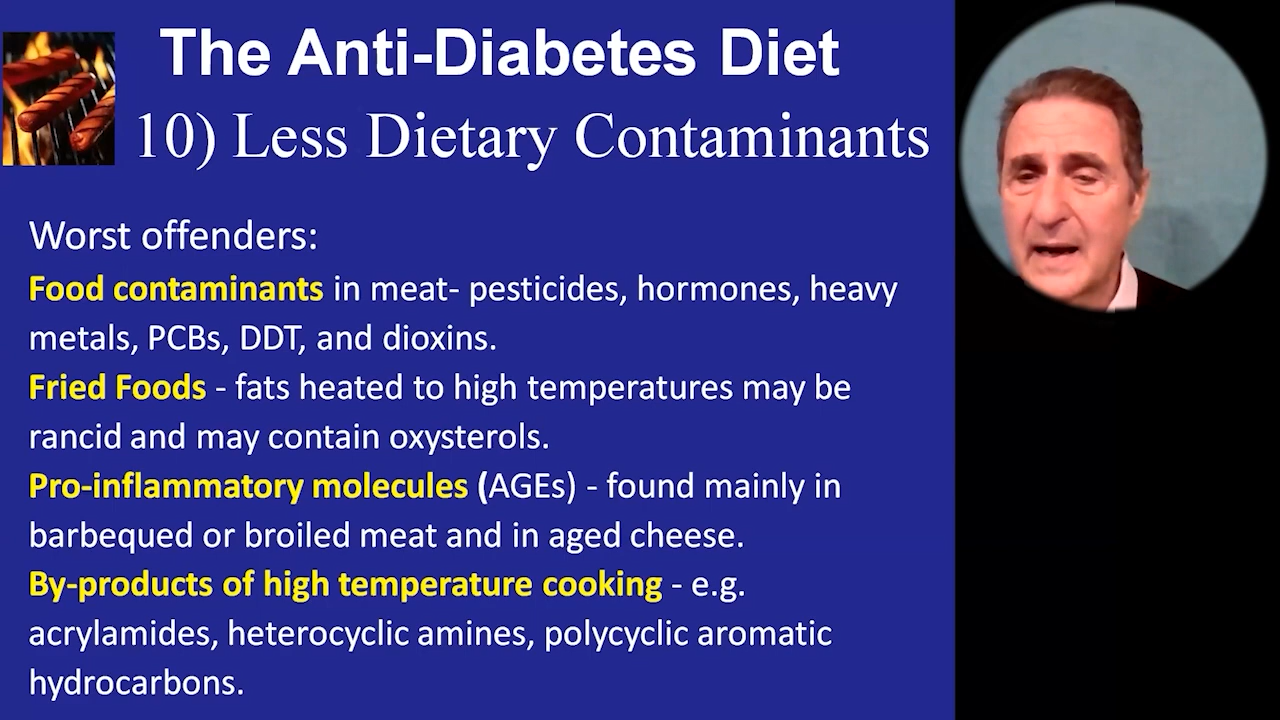 The Anti-Diabetes Diet
10) Less Dietary Contaminants
Worst offenders:
Food contaminants in meat- pesticides, hormones, heavy
metals, PCBs, DDT, and dioxins.
Fried Foods - fats heated to high temperatures may be
rancid and may contain oxysterols.
Pro-inflammatory molecules (AGEs) - found mainly in
barbequed or broiled meat and in aged cheese.
By-products of high temperature cooking - e.g.
acrylamides, heterocyclic amines, polycyclic aromatic
hydrocarbons.